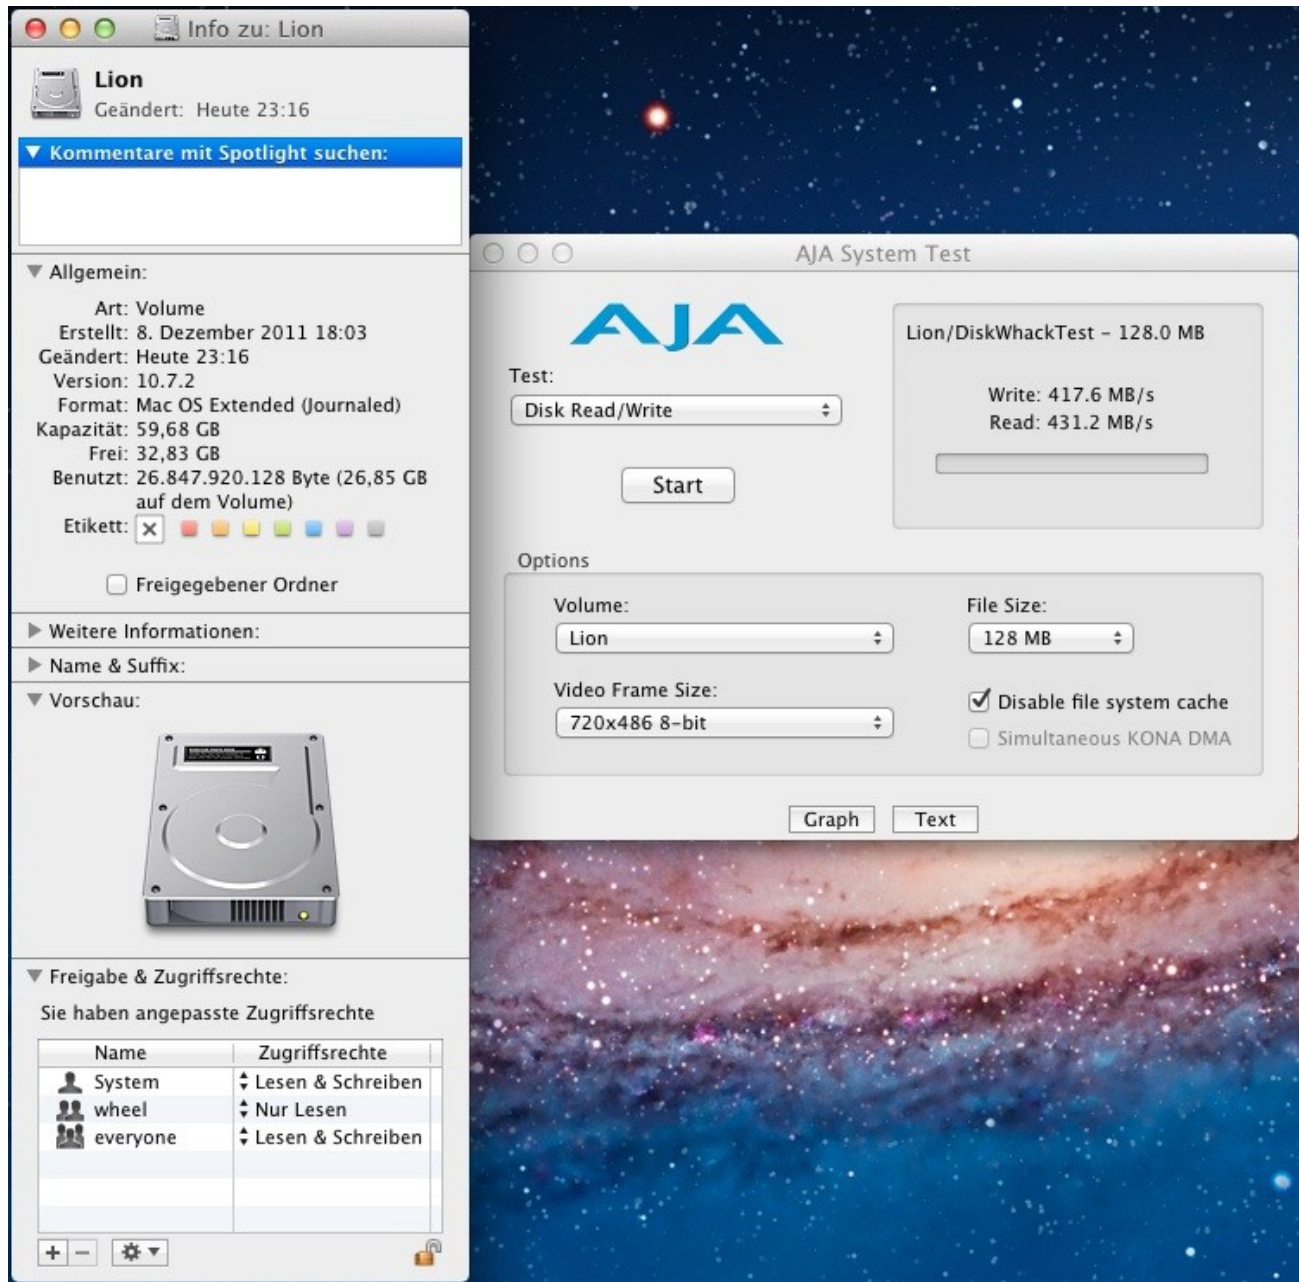 Info zu: Lion
Lion
Geändert: Heute 23:16
Kommentare mit Spotlight suchen:
Allgemein:
Art: Volume
Erstellt: 8. Dezember 2011 18:03
Geändert: Heute 23:16
Version: 10.7.2
Format: Mac OS Extended (Journaled)
Kapazität: 59,68 GB
Frei: 32,83 GB
Benutzt: 26.847.920.128 Byte (26,85 GB
auf dem Volume)
Etikett:
Freigegebener Ordner
Weitere Informationen:
Name & Suffix:
Vorschau:
Freigabe & Zugriffsrechte:
Sie haben angepasste Zugriffsrechte
Name Zugriffsrechte
System Lesen & Schreiben
wheel Nur Lesen
everyone Lesen & Schreiben
AJA System Test
AJA
Test:
Disk Read/Write
Start
Lion/DiskWhackTest – 128.0 MB
Write: 417.6 MB/s
Read: 431.2 MB/s
Options
Volume:
Lion
File Size:
128 MB
Video Frame Size:
720x486 8-bit
Disable file system cache
Simultaneous KONA DMA
Graph
Text